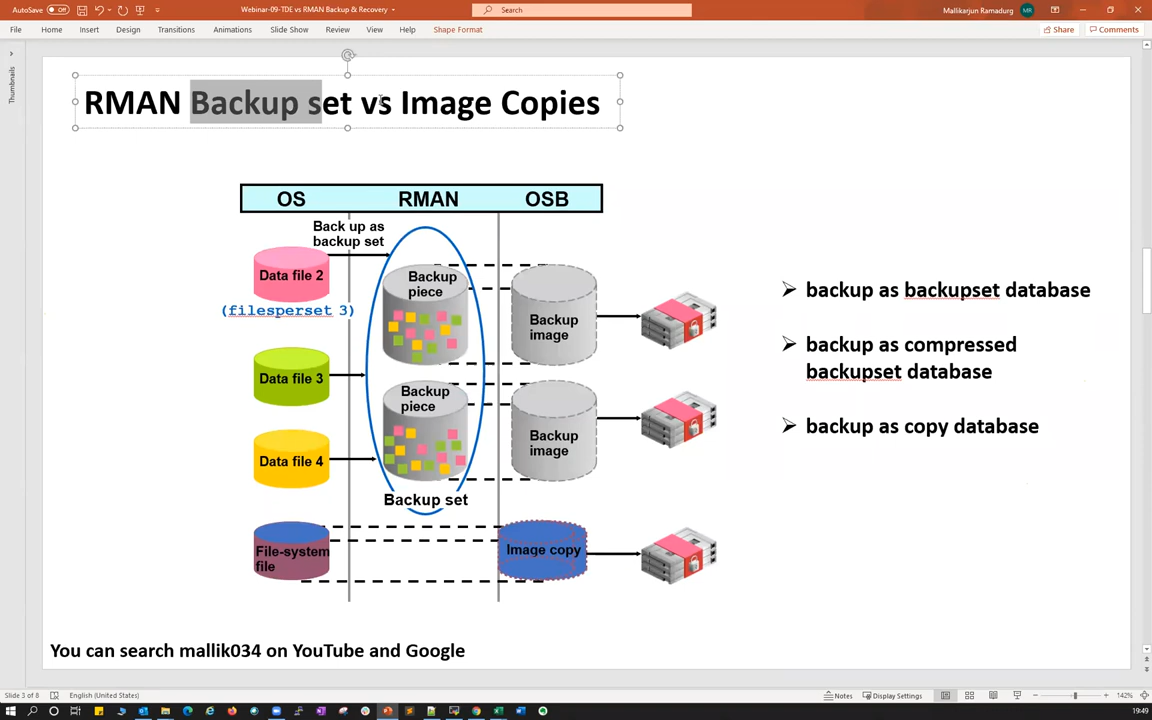 AutoSave Off
Webinar-09-TDE vs RMAN Backup & Recovery
Search
Mallikarjun Ramadurg
MR
File Home Insert Design Transitions Animations Slide Show Review View Help Shape Format
Share Comments
Thumbnails
RMAN Backup set vs Image Copies
OS RMAN OSB
Back up as
backup set
Data file 2
(filesperset 3)
Backup
piece
Backup
image
Data file 3
Backup
piece
Backup
image
Data file 4
Backup set
File-system
file
Image copy
➢ backup as backupset database
➢ backup as compressed
backupset database
➢ backup as copy database
You can search mallik034 on YouTube and Google
Slide 3 of 8 English (United States) Notes Display Settings 142%
19:49